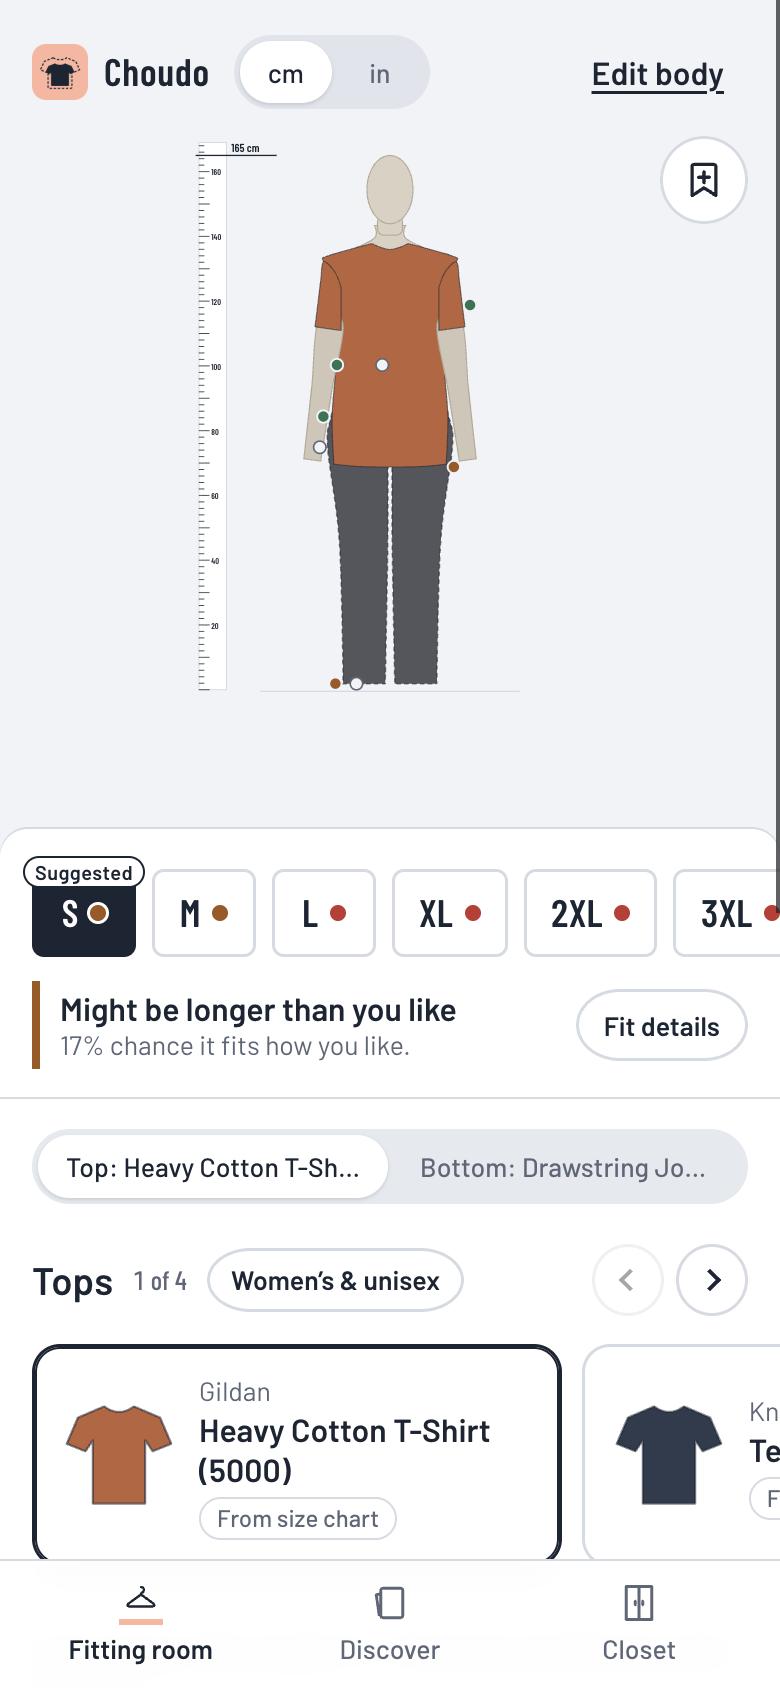 Choudo
cm
in
Edit body
165 cm
160
140
120
100
80
60
40
20
Suggested
S
M
L
XL
2XL
3XL
Might be longer than you like
17% chance it fits how you like.
Fit details
Top: Heavy Cotton T-Sh...
Bottom: Drawstring Jo...
Tops
1 of 4
Women’s & unisex
Gildan
Heavy Cotton T-Shirt
(5000)
From size chart
Kn
Te
F
Fitting room
Discover
Closet